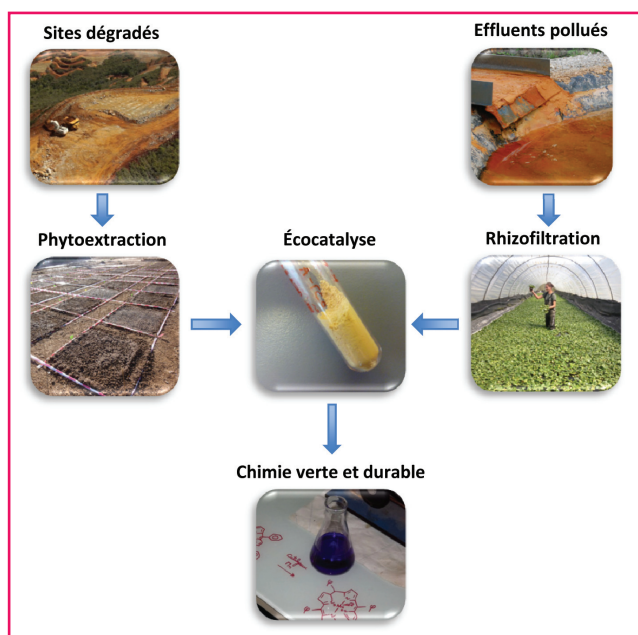 Sites dégradés
Effluents pollués
Phytoextraction
Écocatalyse
Rhizofiltration
Chimie verte et durable